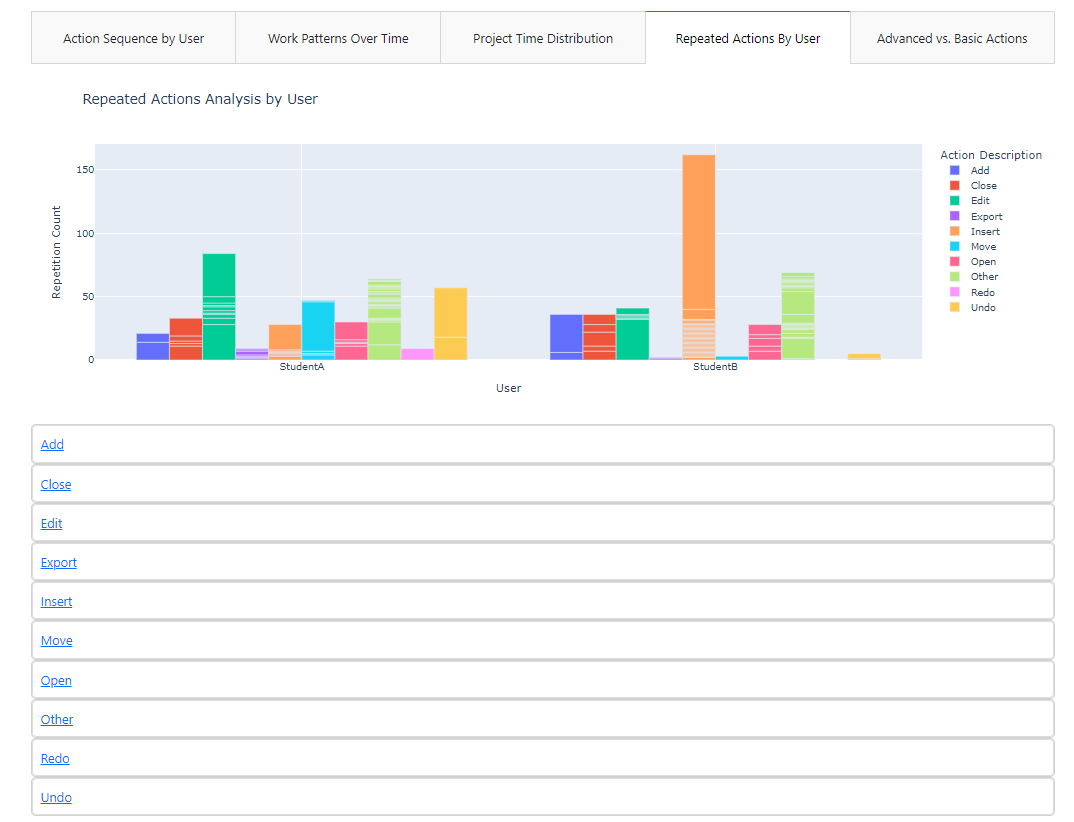 Action Sequence by User
Work Patterns Over Time
Project Time Distribution
Repeated Actions By User
Advanced vs. Basic Actions
Repeated Actions Analysis by User
Repetition Count
150
100
50
0
StudentA
StudentB
User
Action Description
Add
Close
Edit
Export
Insert
Move
Open
Other
Redo
Undo
Add
Close
Edit
Export
Insert
Move
Open
Other
Redo
Undo